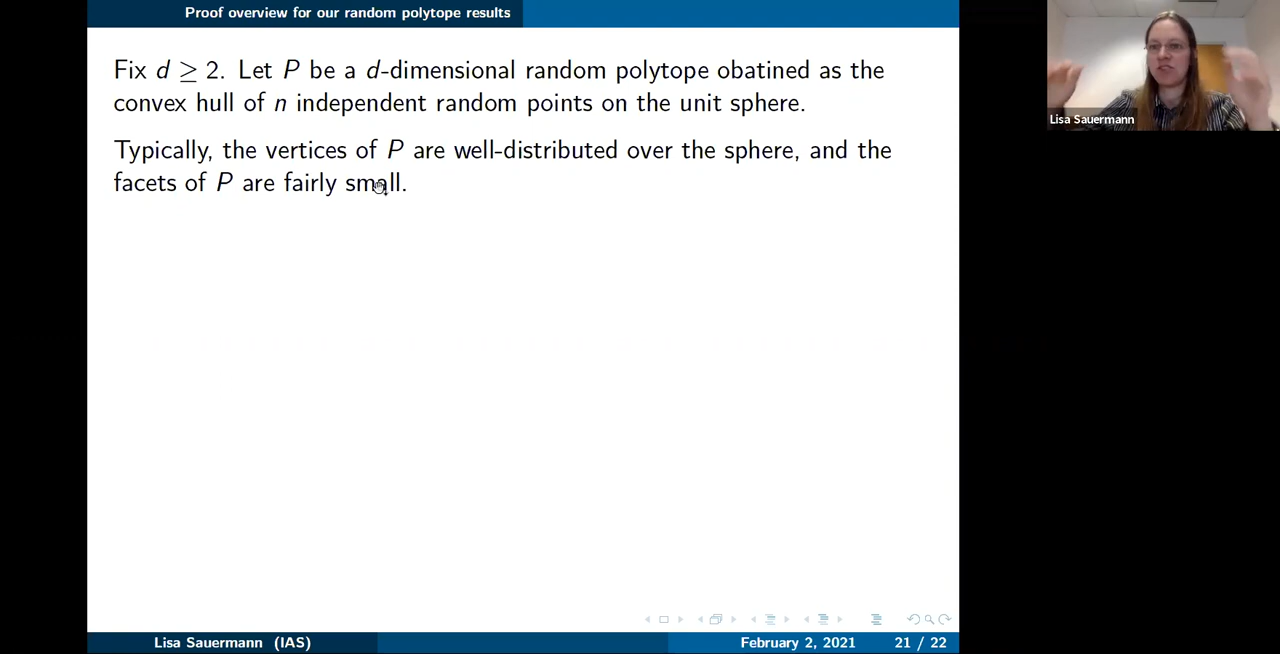 Proof overview for our random polytope results
Fix d ≥ 2. Let P be a d-dimensional random polytope obatined as the
convex hull of n independent random points on the unit sphere.
Typically, the vertices of P are well-distributed over the sphere, and the
facets of P are fairly small.
Lisa Sauermann
Lisa Sauermann (IAS)
February 2, 2021
21 / 22